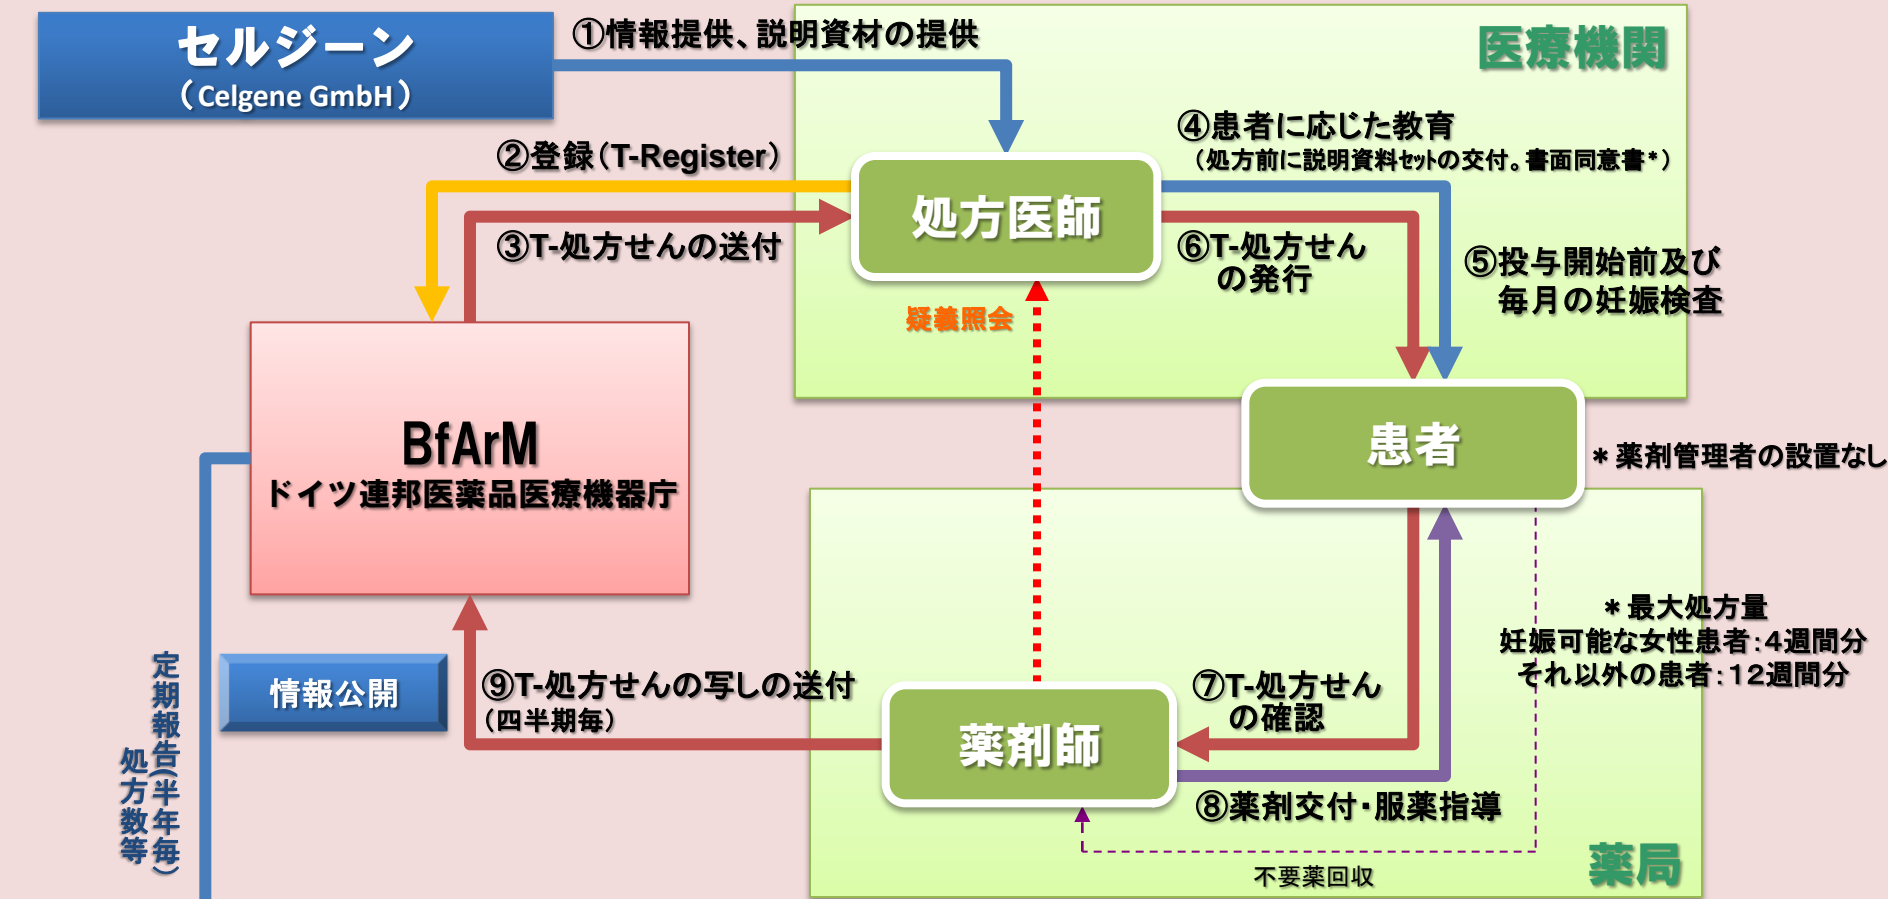 セルジーン
（Celgene GmbH）
①情報提供、説明資材の提供
医療機関
②登録（T-Register）
③T-処方せんの送付
処方医師
④患者に応じた教育
（処方前に説明資料セットの交付。書面同意書*）
⑥T-処方せん
の発行
⑤投与開始前及び
毎月の妊娠検査
疑義照会
BfArM
ドイツ連邦医薬品医療機器庁
患者
＊薬剤管理者の設置なし
＊最大処方量
妊娠可能な女性患者：4週間分
それ以外の患者：12週間分
定期報告（半年毎）
処方数等
情報公開
⑨T-処方せんの写しの送付
（四半期毎）
薬剤師
⑦T-処方せん
の確認
⑧薬剤交付・服薬指導
不要薬回収
薬局